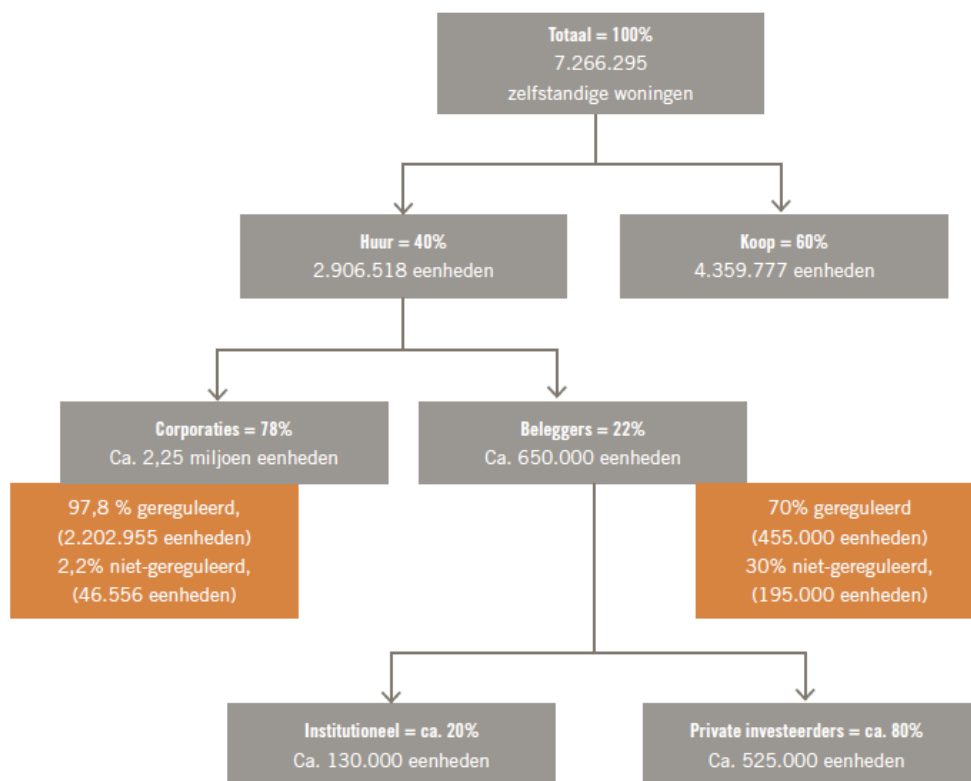 Totaal = 100%
7.266.295
zelfstandige woningen
Huur = 40%
2.906.518 eenheden
Koop = 60%
4.359.777 eenheden
Corporaties = 78%
Ca. 2,25 miljoen eenheden
Beleggers = 22%
Ca. 650.000 eenheden
97,8 % gereguleerd,
(2.202.955 eenheden)
2,2% niet-gereguleerd,
(46.556 eenheden)
70% gereguleerd
(455.000 eenheden)
30% niet-gereguleerd,
(195.000 eenheden)
Institutioneel = ca. 20%
Ca. 130.000 eenheden
Private investeerders = ca. 80%
Ca. 525.000 eenheden